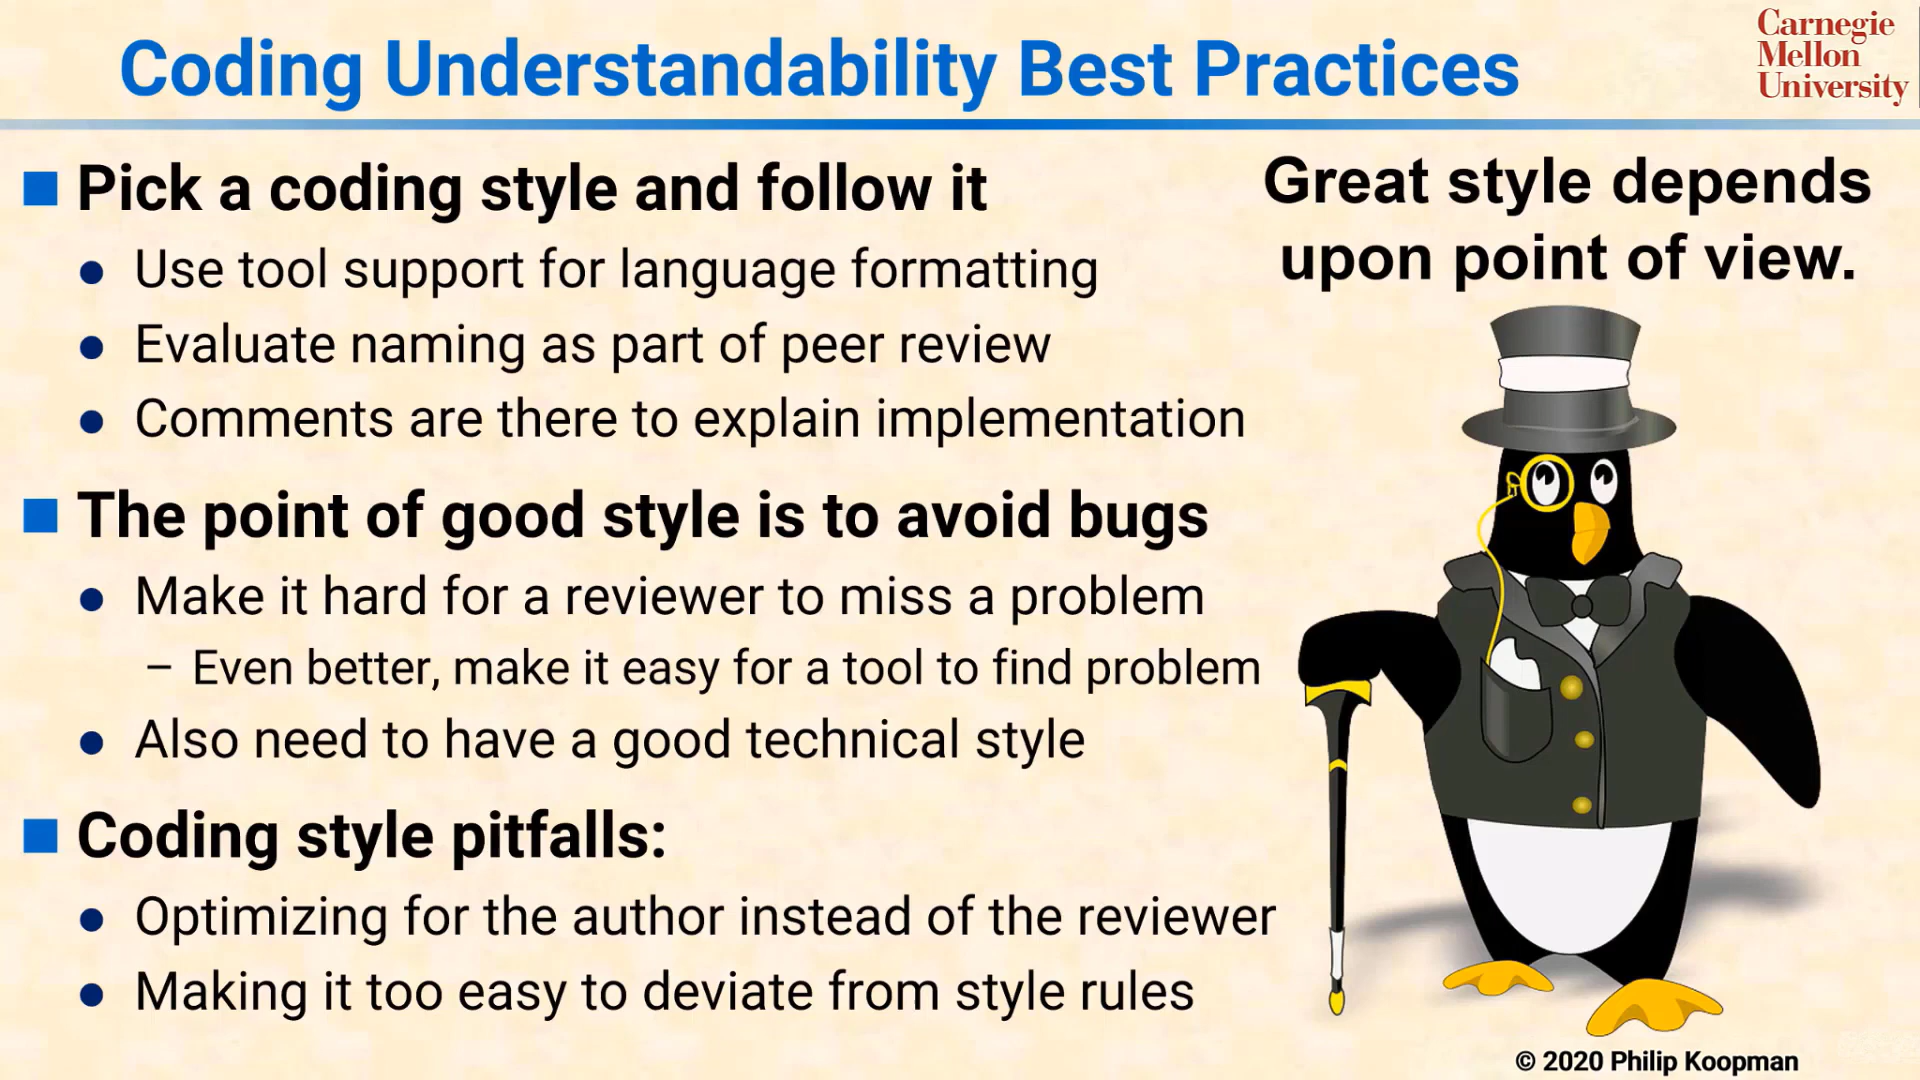 Coding Understandability Best Practices
Carnegie
Mellon
University
Pick a coding style and follow it
Use tool support for language formatting
Evaluate naming as part of peer review
Comments are there to explain implementation
The point of good style is to avoid bugs
Make it hard for a reviewer to miss a problem
– Even better, make it easy for a tool to find problem
Also need to have a good technical style
Coding style pitfalls:
Optimizing for the author instead of the reviewer
Making it too easy to deviate from style rules
Great style depends
upon point of view.
© 2020 Philip Koopman